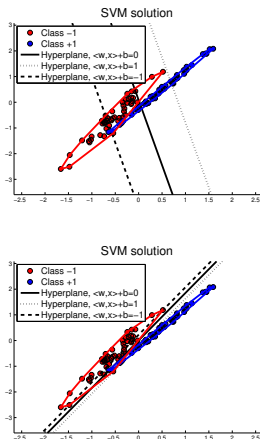 SVM solution
3
Class −1
2
Class +1
Hyperplane, <w,x>+b=0
1
Hyperplane, <w,x>+b=1
Hyperplane, <w,x>+b=−1
0
−1
−2
−3
−2.5 −2 −1.5 −1 −0.5 0 0.5 1 1.5 2 2.5
SVM solution
3
Class −1
2
Class +1
Hyperplane, <w,x>+b=0
1
Hyperplane, <w,x>+b=1
Hyperplane, <w,x>+b=−1
0
−1
−2
−3
−2.5 −2 −1.5 −1 −0.5 0 0.5 1 1.5 2 2.5